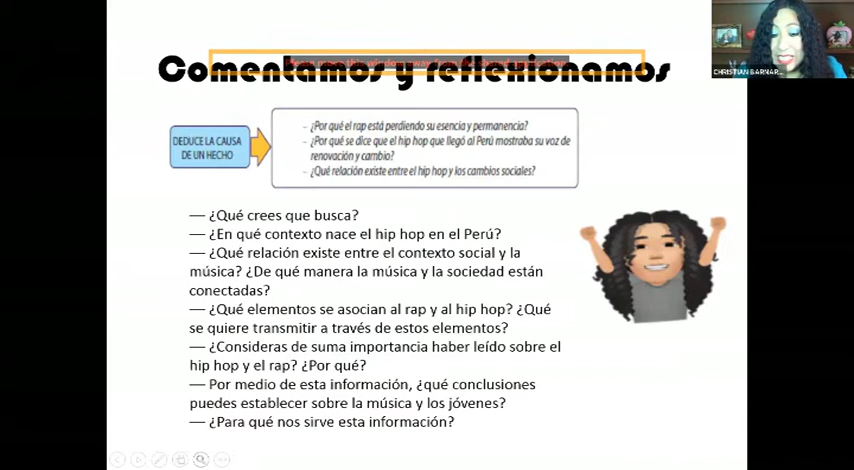 CHRISTIAN BARNAR...
Comentamos y reflexionamos
DEDUCE LA CAUSA
DE UN HECHO
- ¿Por qué el rap está perdiendo su esencia y permanencia?
- ¿Por qué se dice que el hip hop que llegó al Perú mostraba su voz de
renovación y cambio?
- ¿Qué relación existe entre el hip hop y los cambios sociales?
— ¿Qué crees que busca?
— ¿En qué contexto nace el hip hop en el Perú?
— ¿Qué relación existe entre el contexto social y la
música? ¿De qué manera la música y la sociedad están
conectadas?
— ¿Qué elementos se asocian al rap y al hip hop? ¿Qué
se quiere transmitir a través de estos elementos?
— ¿Consideras de suma importancia haber leído sobre el
hip hop y el rap? ¿Por qué?
— Por medio de esta información, ¿qué conclusiones
puedes establecer sobre la música y los jóvenes?
— ¿Para qué nos sirve esta información?